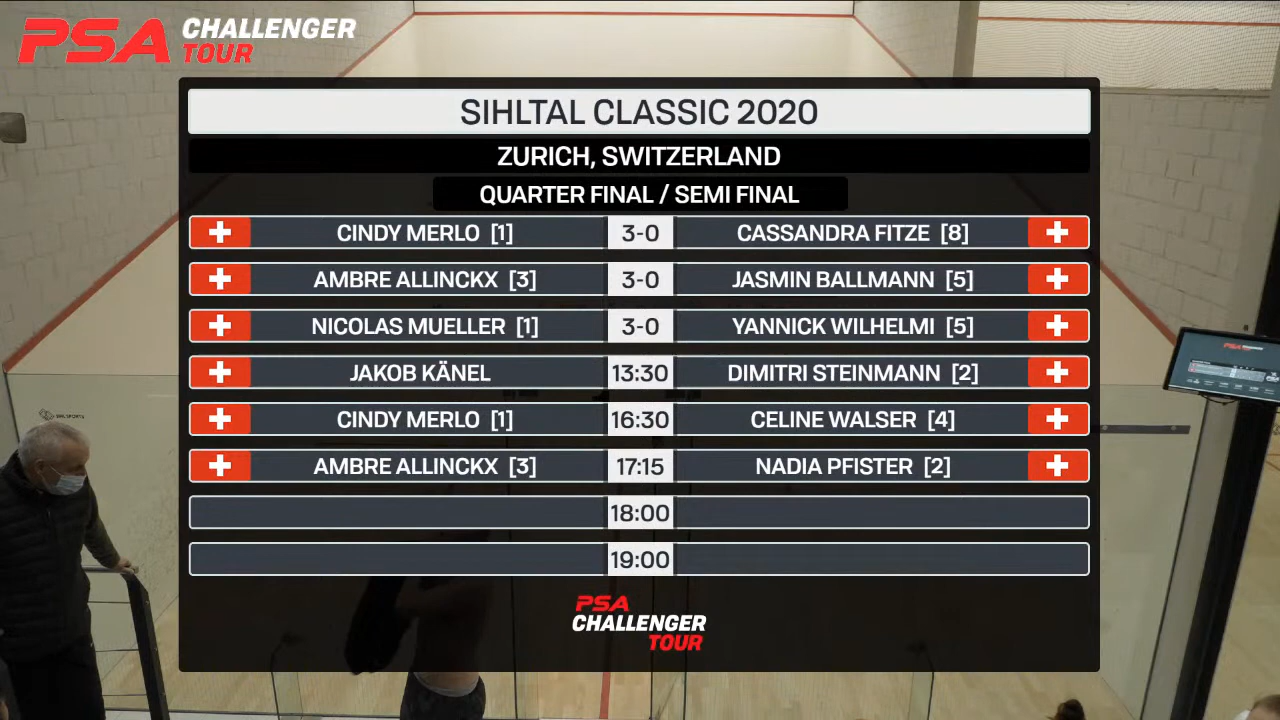 PSA CHALLENGER TOUR
SIHLTAL CLASSIC 2020
ZURICH, SWITZERLAND
QUARTER FINAL / SEMI FINAL
CINDY MERLO [1] 3-0 CASSANDRA FITZE [8]
AMBRE ALLINCKX [3] 3-0 JASMIN BALLMANN [5]
NICOLAS MUELLER [1] 3-0 YANNICK WILHELMI [5]
JAKOB KÄNEL 13:30 DIMITRI STEINMANN [2]
CINDY MERLO [1] 16:30 CELINE WALSER [4]
AMBRE ALLINCKX [3] 17:15 NADIA PFISTER [2]
18:00
19:00
PSA
CHALLENGER
TOUR